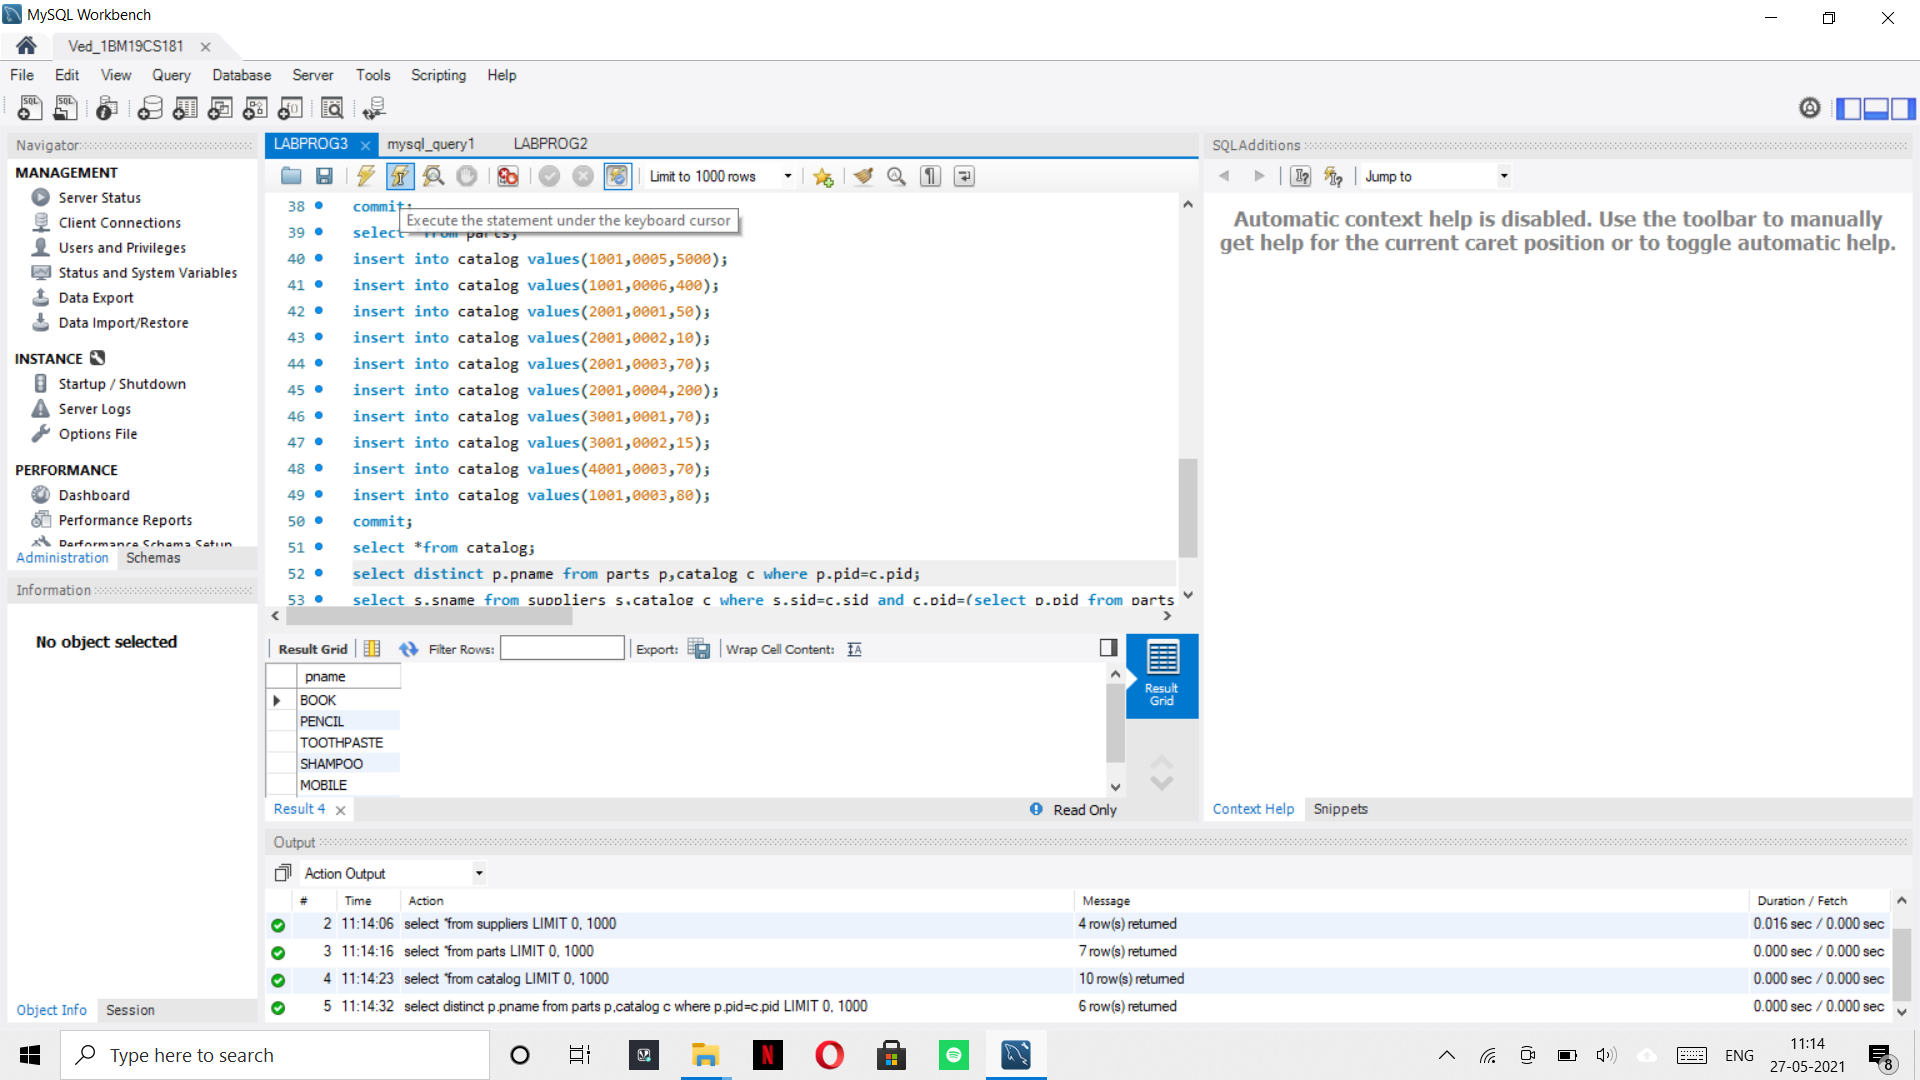 MySQL Workbench
Ved_1BM19CS181
File Edit View Query Database Server Tools Scripting Help
Navigator
MANAGEMENT
Server Status
Client Connections
Users and Privileges
Status and System Variables
Data Export
Data Import/Restore
INSTANCE
Startup / Shutdown
Server Logs
Options File
PERFORMANCE
Dashboard
Performance Reports
Performance Schema Setup
Administration Schemas
Information
No object selected
Object Info Session
LABPROG3 mysql_query1 LABPROG2
Limit to 1000 rows
Execute the statement under the keyboard cursor
38 commit;
39 select *from parts;
40 insert into catalog values(1001,0005,5000);
41 insert into catalog values(1001,0006,400);
42 insert into catalog values(2001,0001,50);
43 insert into catalog values(2001,0002,10);
44 insert into catalog values(2001,0003,70);
45 insert into catalog values(2001,0004,200);
46 insert into catalog values(3001,0001,70);
47 insert into catalog values(3001,0002,15);
48 insert into catalog values(4001,0003,70);
49 insert into catalog values(1001,0003,80);
50 commit;
51 select *from catalog;
52 select distinct p.pname from parts p,catalog c where p.pid=c.pid;
53 select s.sname from suppliers s,catalog c where s.sid=c.sid and c.pid=(select p.pid from parts
Result Grid Filter Rows: Export: Wrap Cell Content:
pname
BOOK
PENCIL
TOOTHPASTE
SHAMPOO
MOBILE
Result Grid
Result 4 Read Only
SQLAdditions
Jump to
Automatic context help is disabled. Use the toolbar to manually
get help for the current caret position or to toggle automatic help.
Context Help Snippets
Output
Action Output
# Time Action Message Duration / Fetch
2 11:14:06 select *from suppliers LIMIT 0, 1000 4 row(s) returned 0.016 sec / 0.000 sec
3 11:14:16 select *from parts LIMIT 0, 1000 7 row(s) returned 0.000 sec / 0.000 sec
4 11:14:23 select *from catalog LIMIT 0, 1000 10 row(s) returned 0.000 sec / 0.000 sec
5 11:14:32 select distinct p.pname from parts p,catalog c where p.pid=c.pid LIMIT 0, 1000 6 row(s) returned 0.000 sec / 0.000 sec
Type here to search
ENG
11:14
27-05-2021
8